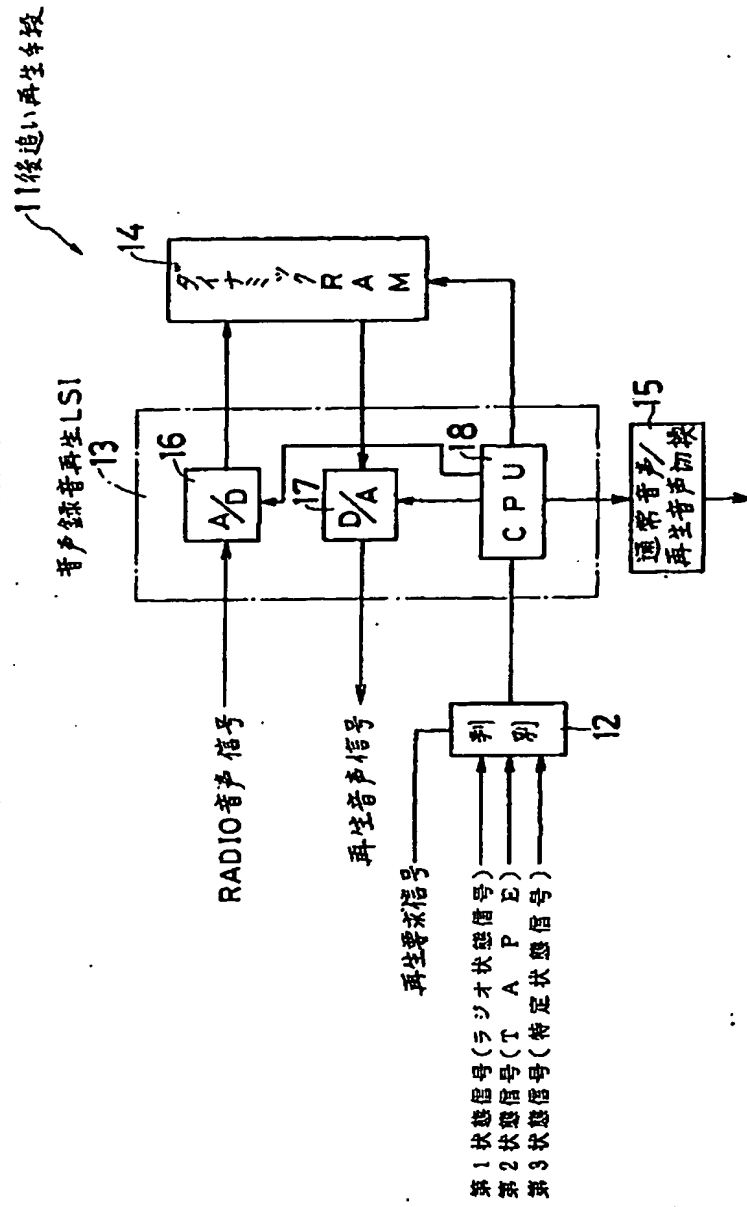 11後追い再生手段
音声録音再生LSI
13
14
ダイナミック
RAM
16
A/D
17
D/A
18
CPU
15
通常音声/
再生音声切換
RADIO音声信号
再生音声信号
再生要求信号
判別
12
第1状態信号(ラジオ状態信号)
第2状態信号(TAPE)
第3状態信号(特定状態信号)